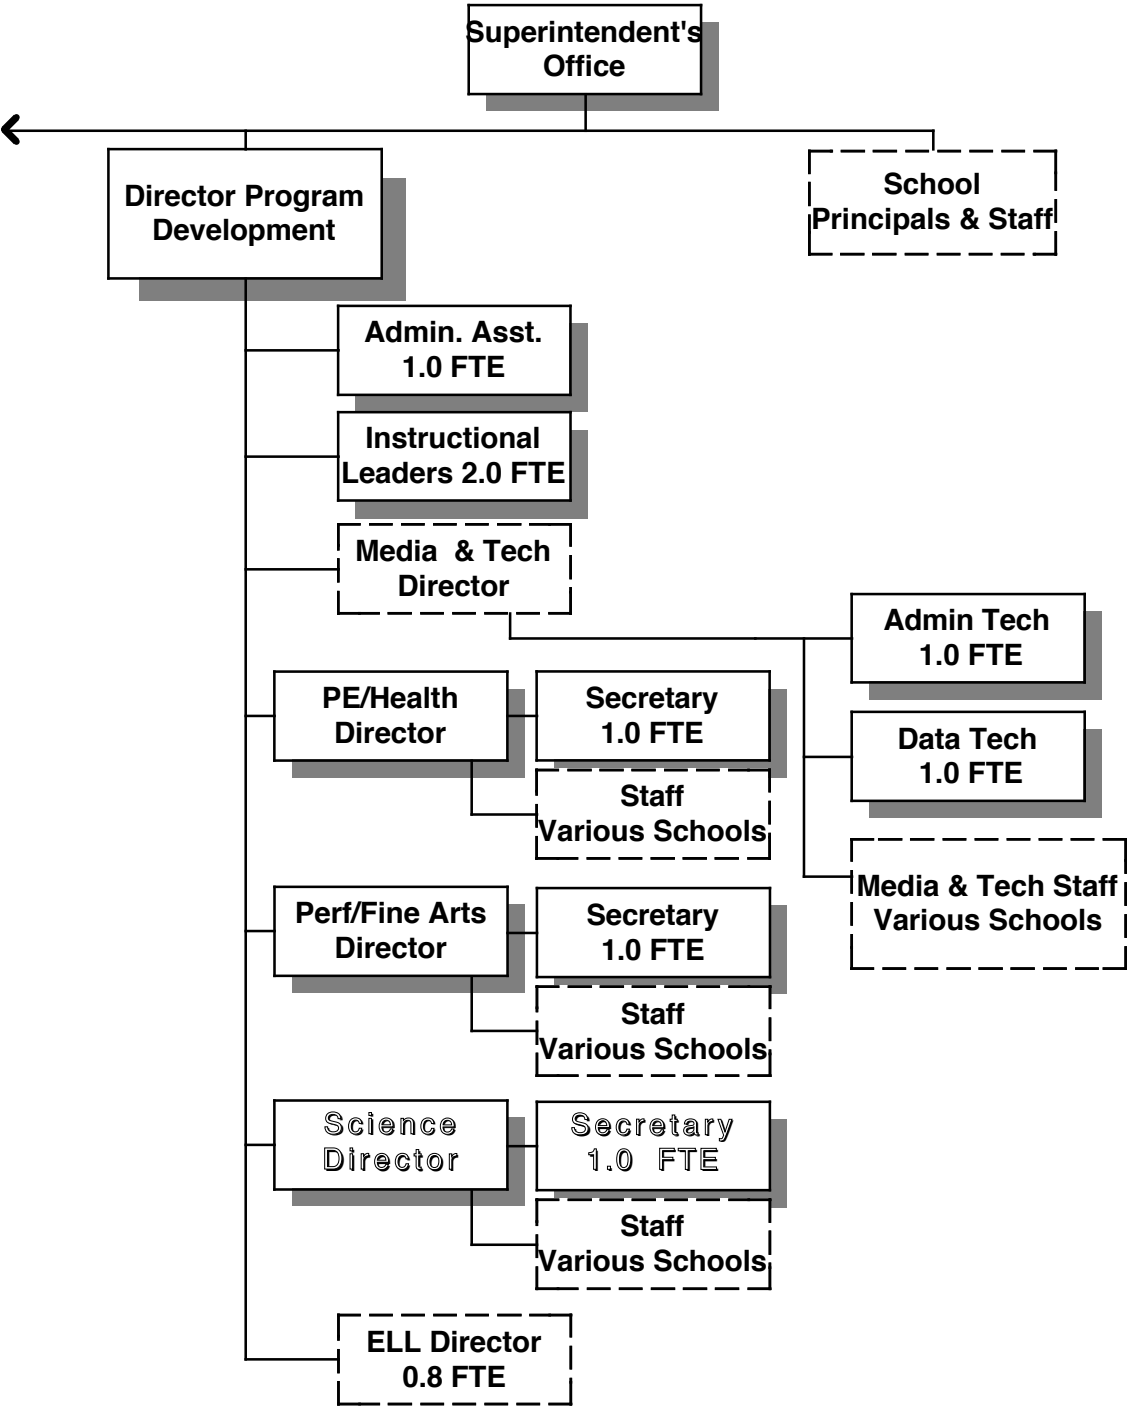 Superintendent's
Office
Director Program
Development
School
Principals & Staff
Admin. Asst.
1.0 FTE
Instructional
Leaders 2.0 FTE
Media & Tech
Director
Admin Tech
1.0 FTE
Data Tech
1.0 FTE
Media & Tech Staff
Various Schools
PE/Health
Director
Secretary
1.0 FTE
Staff
Various Schools
Perf/Fine Arts
Director
Secretary
1.0 FTE
Staff
Various Schools
Science
Director
Secretary
1.0 FTE
Staff
Various Schools
ELL Director
0.8 FTE